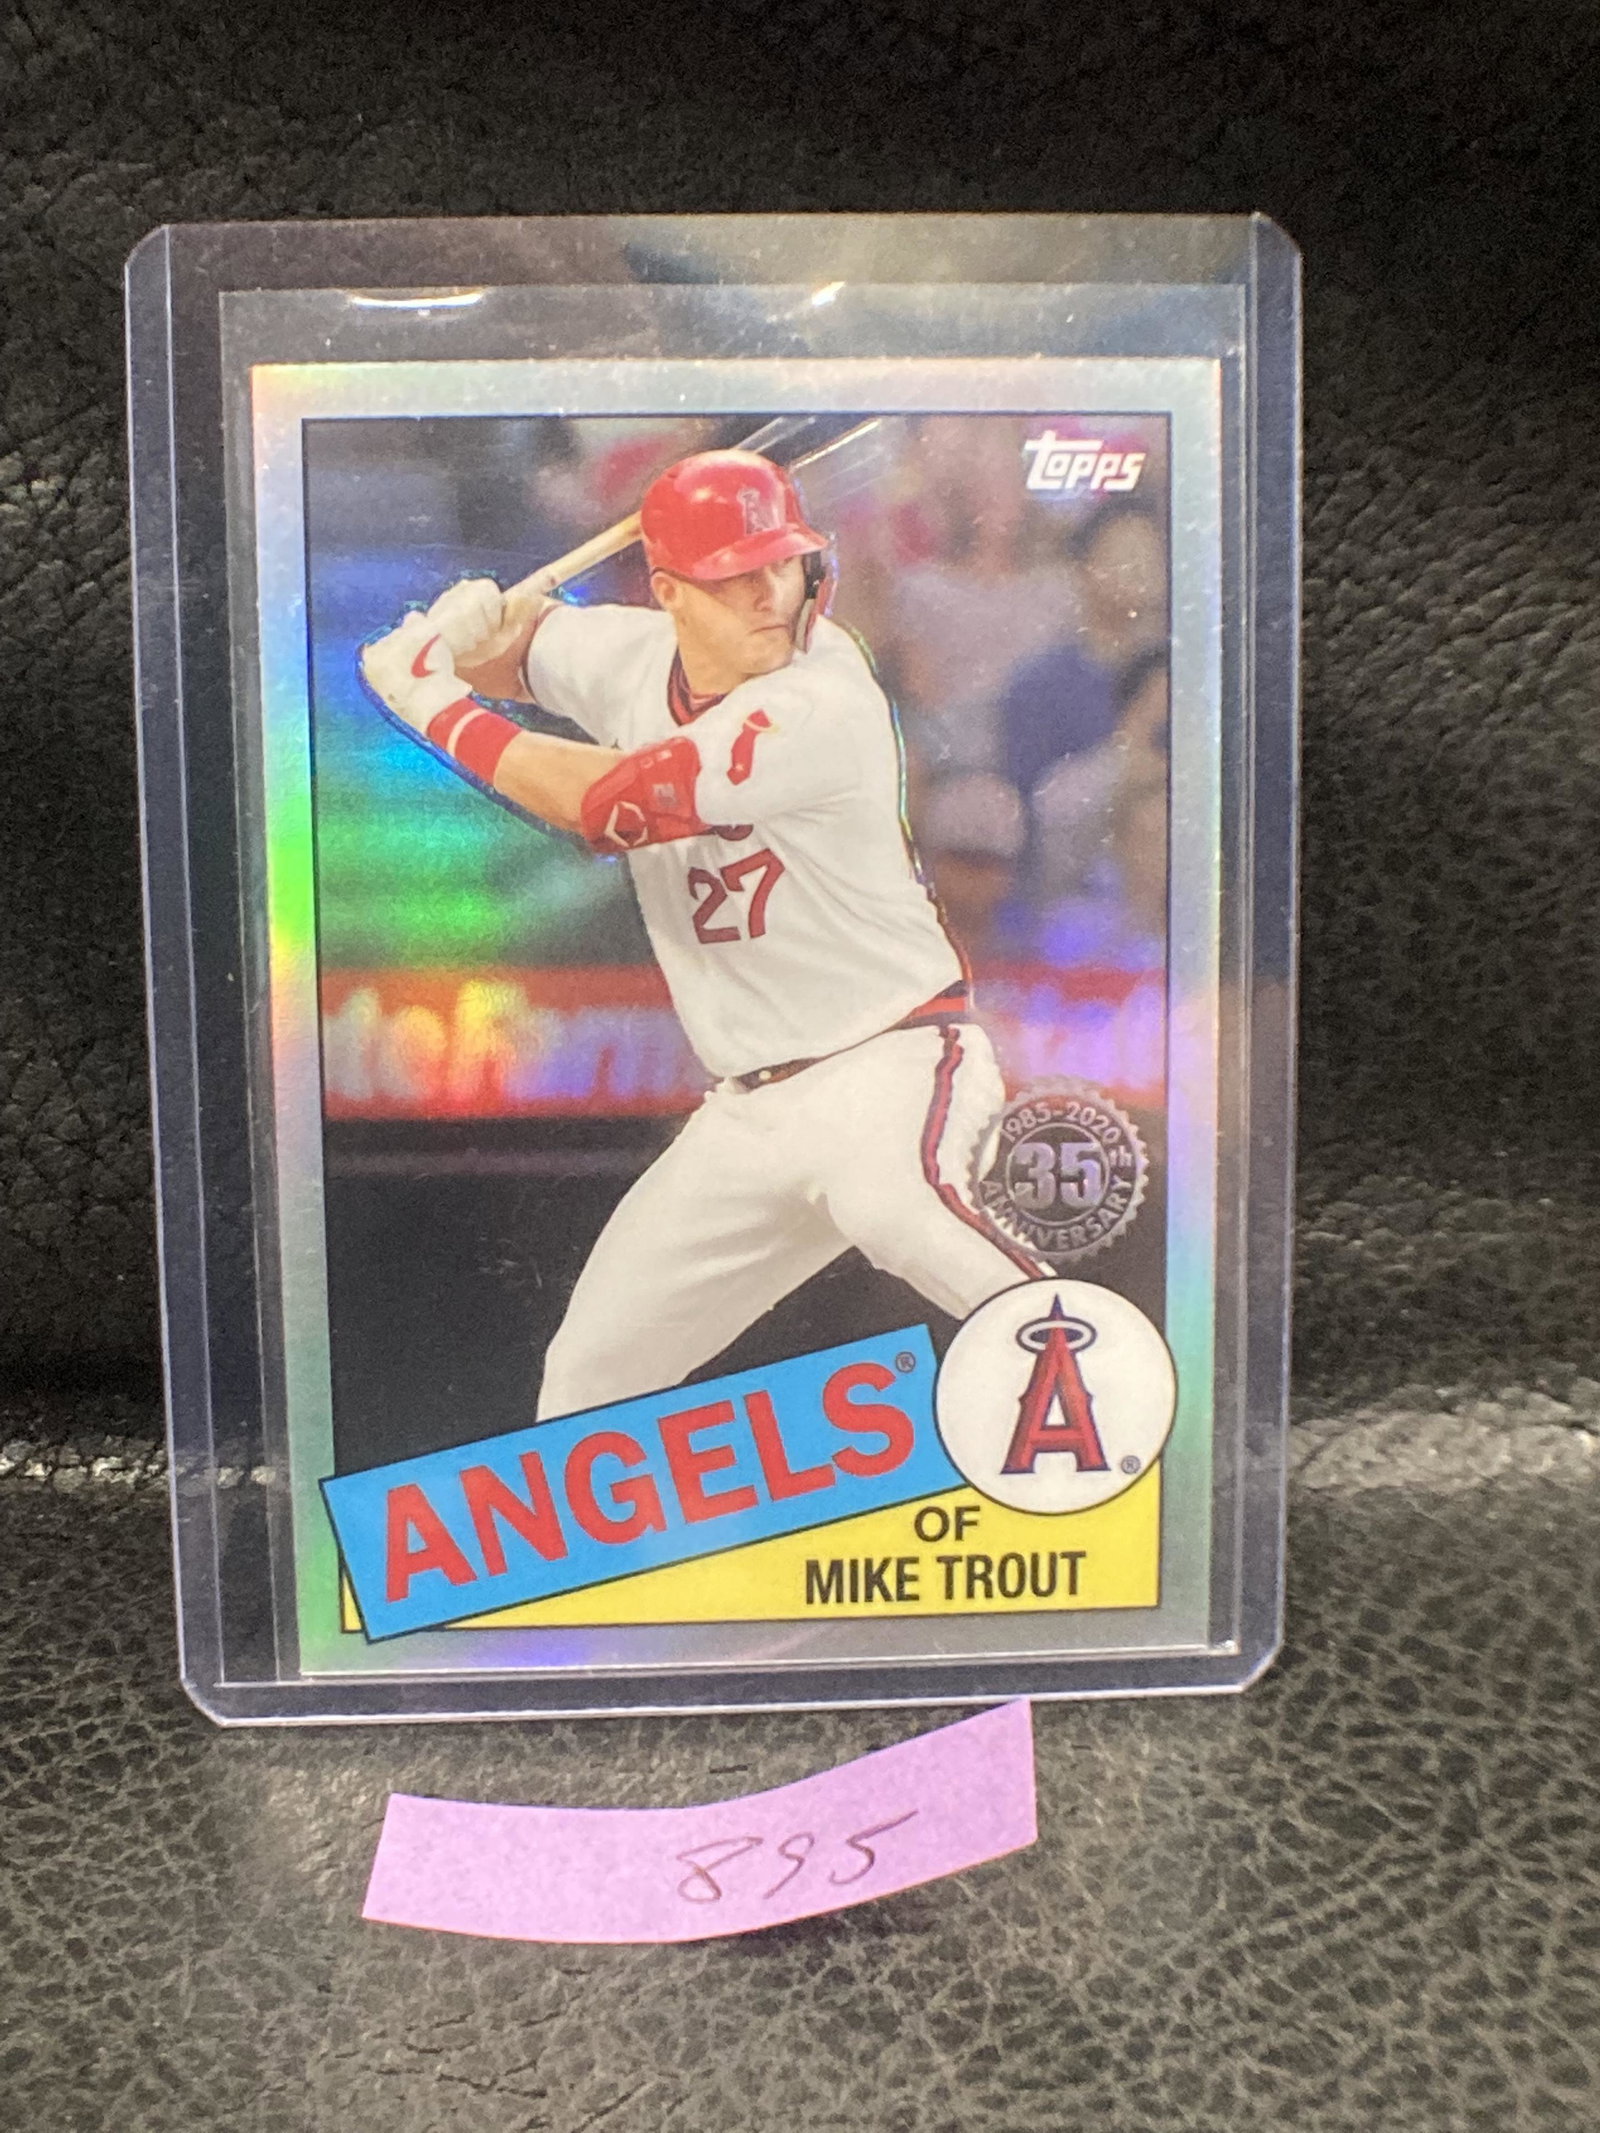 Topps
27
1985-2020
35th
ANNIVERSARY
A®
ANGELS®
OF
MIKE TROUT
895